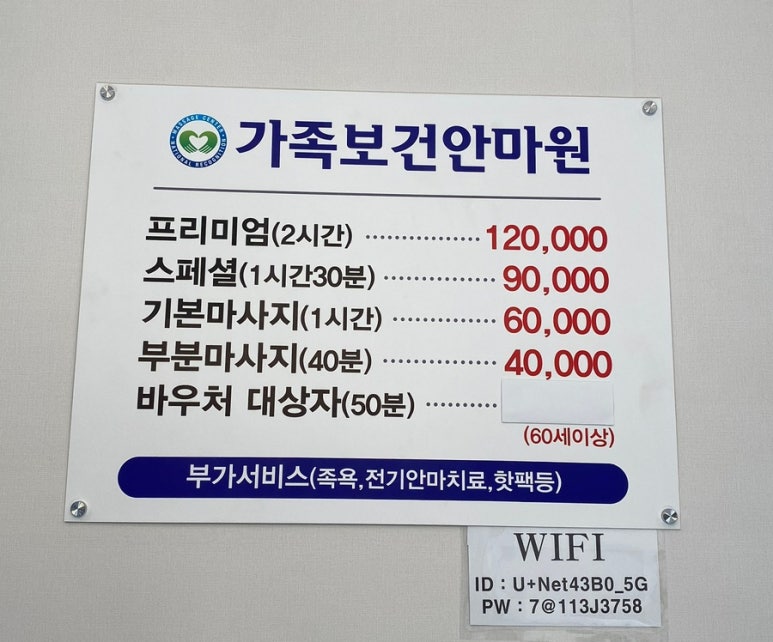 MASSAGE CENTER
NATIONAL RECOGNITION
가족보건안마원
프리미엄(2시간) ················ 120,000
스페셜(1시간30분) ················ 90,000
기본마사지(1시간) ··············· 60,000
부분마사지(40분) ················ 40,000
바우처 대상자(50분) ··········
(60세이상)
부가서비스(족욕,전기안마치료,핫팩등)
WIFI
ID : U+Net43B0_5G
PW : 7@113J3758